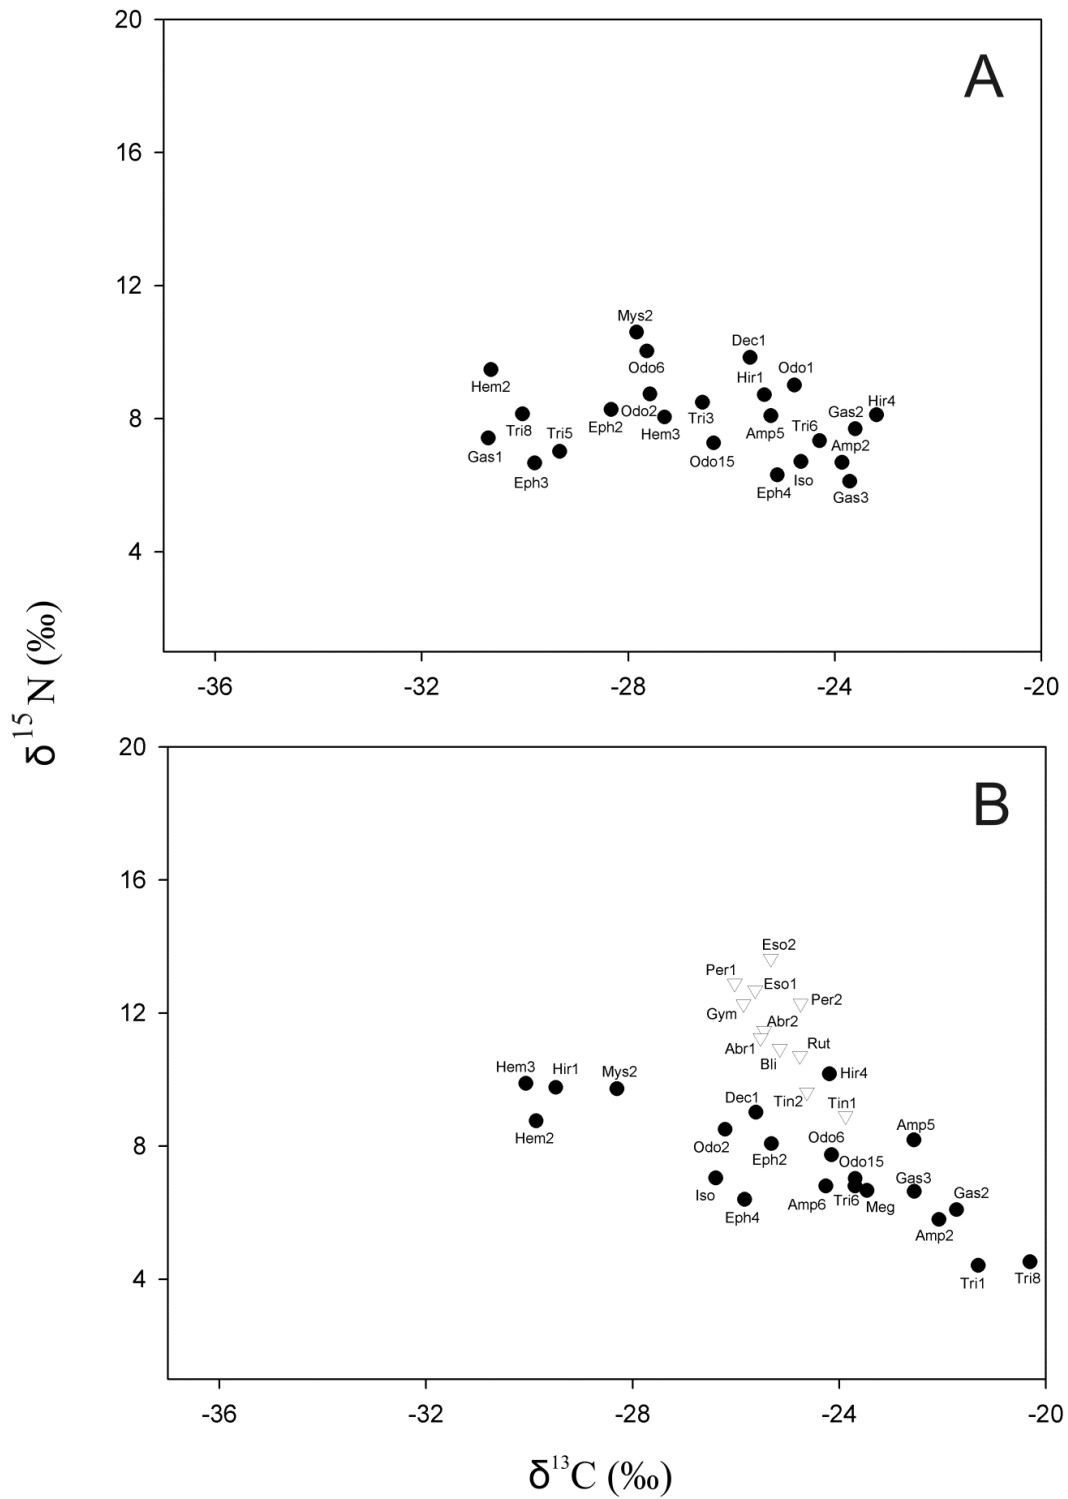 20
A
16
12
Mys2
Dec1
Odo6
Odo1
Hem2
Hir1
Hir4
8
Tri8
Eph2
Odo2
Hem3
Tri3
Amp5
Tri6
Gas2
Gas1
Tri5
Odo15
Amp2
Eph3
Eph4
Iso
Gas3
4
-36 -32 -28 -24 -20
δ15 N (‰)
20
B
16
Eso2
Per1
Eso1
Per2
12
Gym
Abr2
Abr1
Bli
Rut
Hem3
Hir1
Mys2
Hir4
Dec1
Tin2
Tin1
Hem2
Amp5
8
Odo2
Eph2
Odo6
Odo15
Iso
Eph4
Amp6
Tri6
Meg
Gas3
Gas2
Amp2
4
Tri1
Tri8
-36 -32 -28 -24 -20
δ13C (‰)